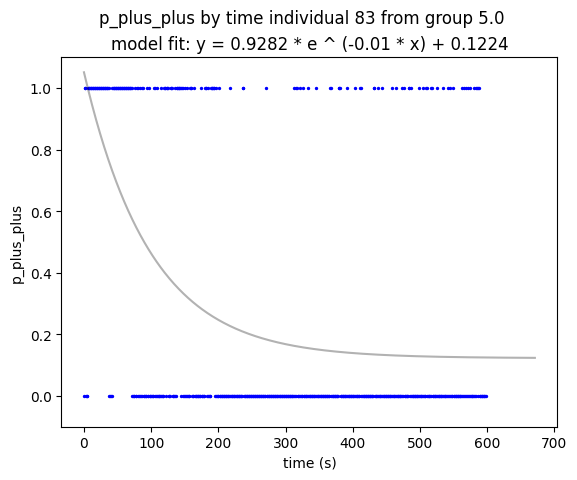 p_plus_plus by time individual 83 from group 5.0
model fit: y = 0.9282 * e ^ (-0.01 * x) + 0.1224
1.0
0.8
0.6
0.4
0.2
0.0
p_plus_plus
0 100 200 300 400 500 600 700
time (s)